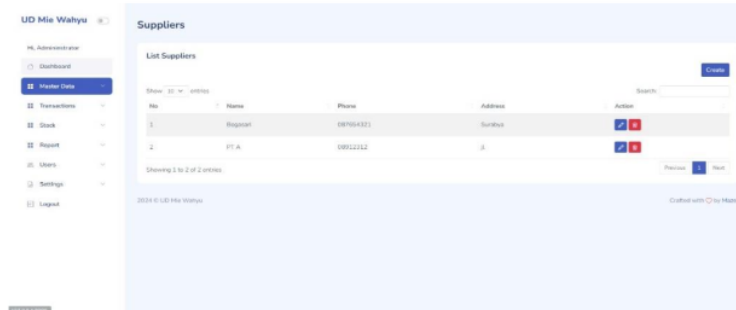 UD Mie Wahyu
Hi, Administrator
Dashboard
Master Data
Transactions
Stock
Report
Users
Settings
Logout
Suppliers
List Suppliers
Create
Show 10 entries
Search:
No Name Phone Address Action
1 Bogasari Surabya
2 PT A 08912312 jl.
Showing 1 to 2 of 2 entries
Previous 1 Next
2024 © UD Mie Wahyu
Crafted with by